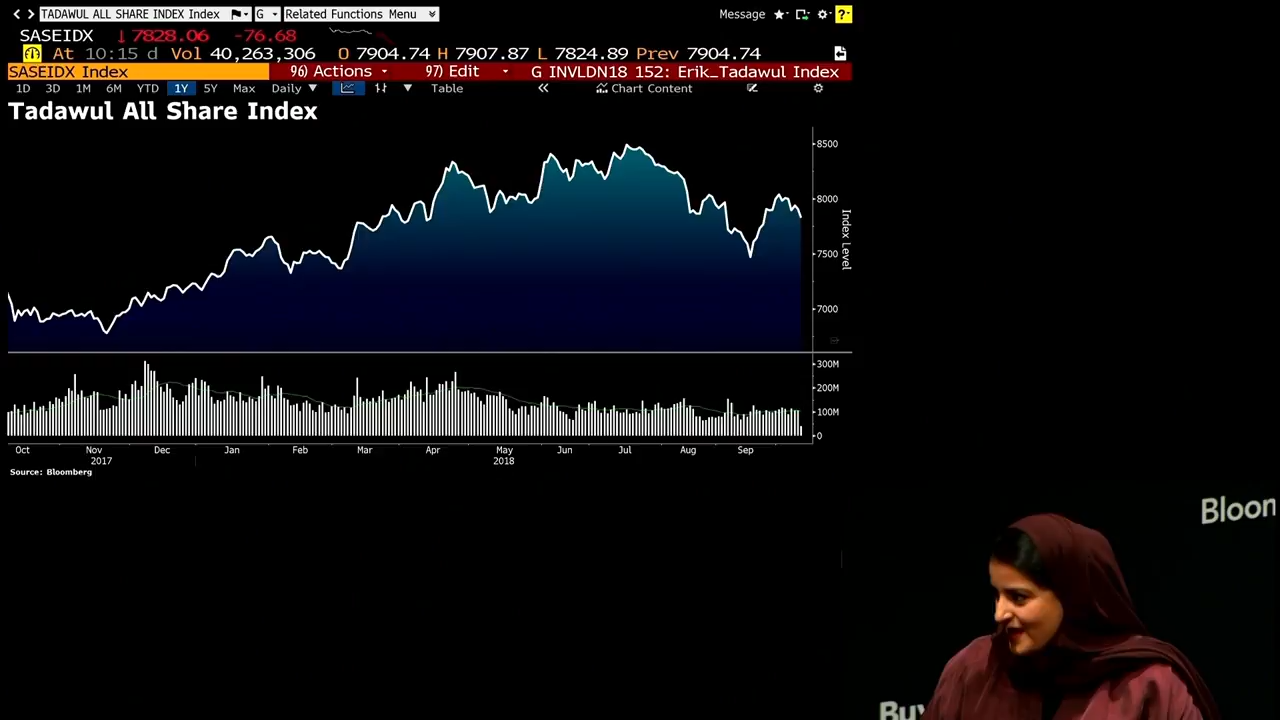 TADAWUL ALL SHARE INDEX Index G Related Functions Menu Message ?
SASEIDX ↓7828.06 -76.68
At 10:15 d Vol 40,263,306 O 7904.74 H 7907.87 L 7824.89 Prev 7904.74
SASEIDX Index 96) Actions 97) Edit G INVLDN18 152: Erik_Tadawul Index
1D 3D 1M 6M YTD 1Y 5Y Max Daily Table Chart Content
Tadawul All Share Index
8500
8000
7500
7000
Index Level
300M
200M
100M
0
Oct Nov Dec Jan Feb Mar Apr May Jun Jul Aug Sep
2017 2018
Source: Bloomberg
Bloom
Buy